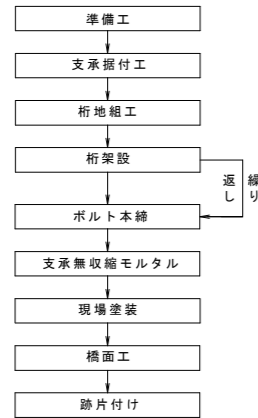 準備工
支承据付工
桁地組工
桁架設
繰り
返し
ボルト本締
支承無収縮モルタル
現場塗装
橋面工
跡片付け